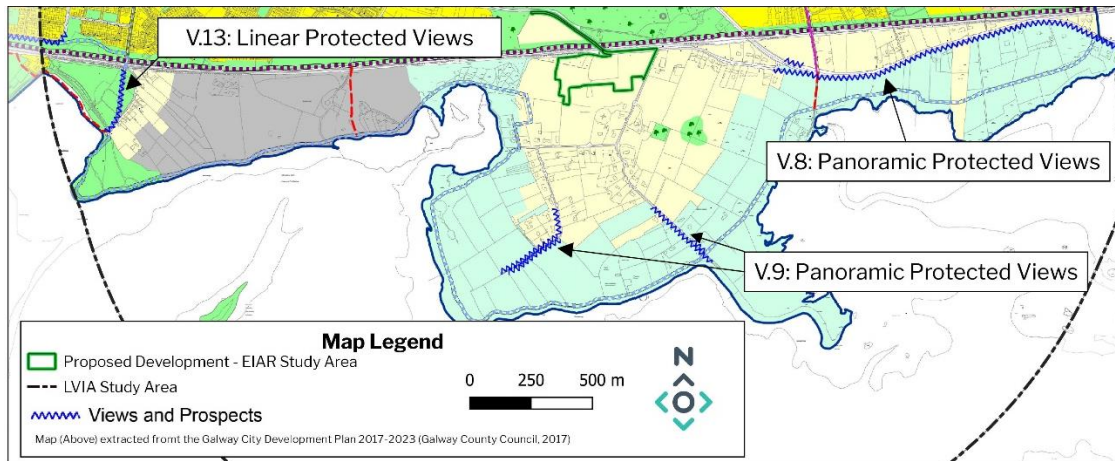 V.13: Linear Protected Views
V.8: Panoramic Protected Views
V.9: Panoramic Protected Views
Map Legend
Proposed Development - EIAR Study Area
LVIA Study Area
Views and Prospects
0 250 500 m
N
Map (Above) extracted fromt the Galway City Development Plan 2017-2023 (Galway County Council, 2017)